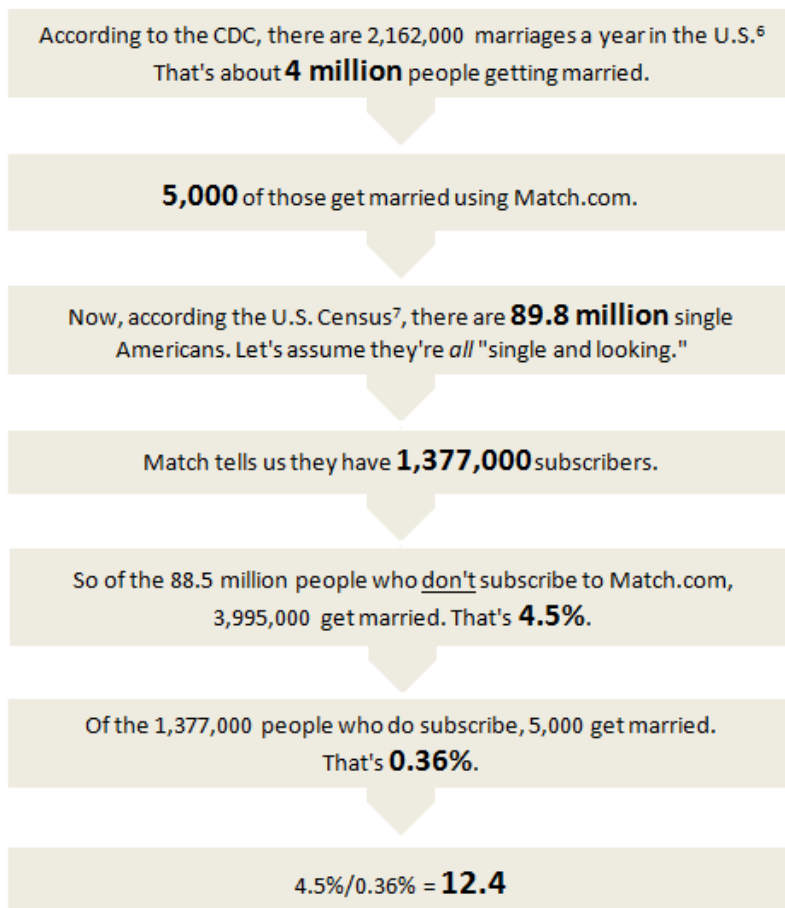 According to the CDC, there are 2,162,000 marriages a year in the U.S.⁶
That's about 4 million people getting married.
5,000 of those get married using Match.com.
Now, according the U.S. Census⁷, there are 89.8 million single
Americans. Let's assume they're all "single and looking."
Match tells us they have 1,377,000 subscribers.
So of the 88.5 million people who don't subscribe to Match.com,
3,995,000 get married. That's 4.5%.
Of the 1,377,000 people who do subscribe, 5,000 get married.
That's 0.36%.
4.5%/0.36% = 12.4